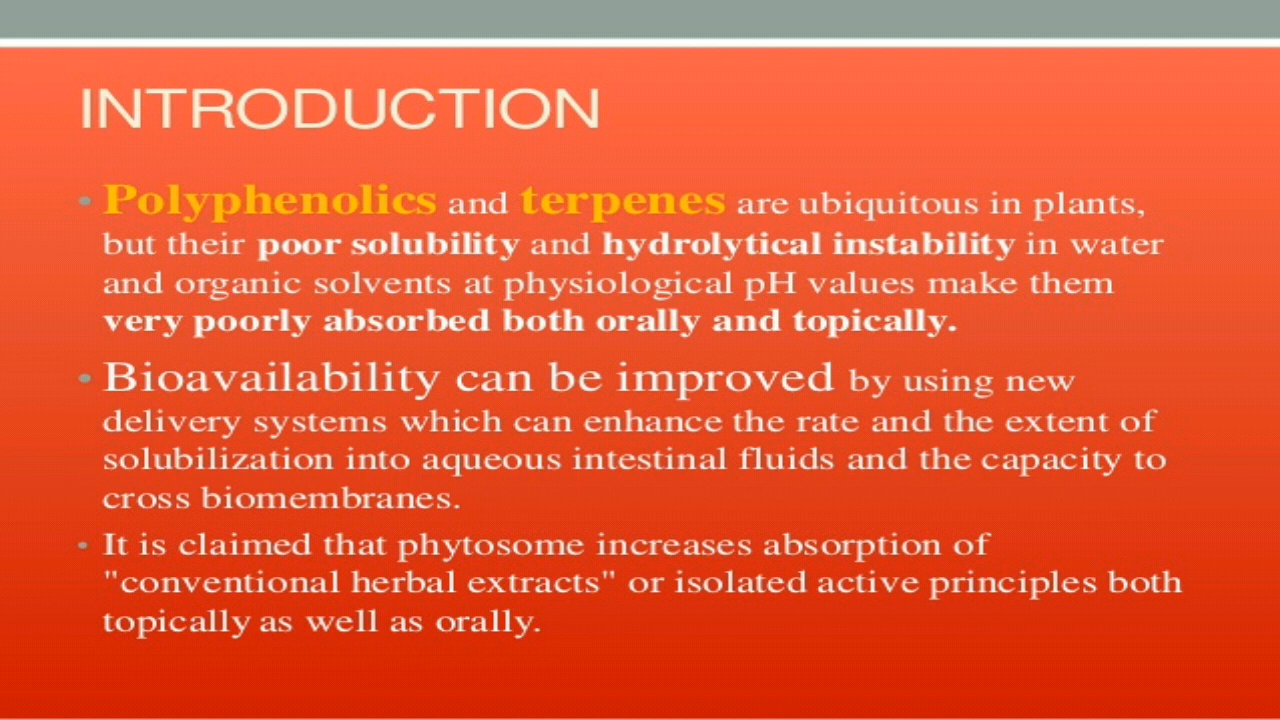 INTRODUCTION
• Polyphenolics and terpenes are ubiquitous in plants,
but their poor solubility and hydrolytical instability in water
and organic solvents at physiological pH values make them
very poorly absorbed both orally and topically.
• Bioavailability can be improved by using new
delivery systems which can enhance the rate and the extent of
solubilization into aqueous intestinal fluids and the capacity to
cross biomembranes.
• It is claimed that phytosome increases absorption of
"conventional herbal extracts" or isolated active principles both
topically as well as orally.